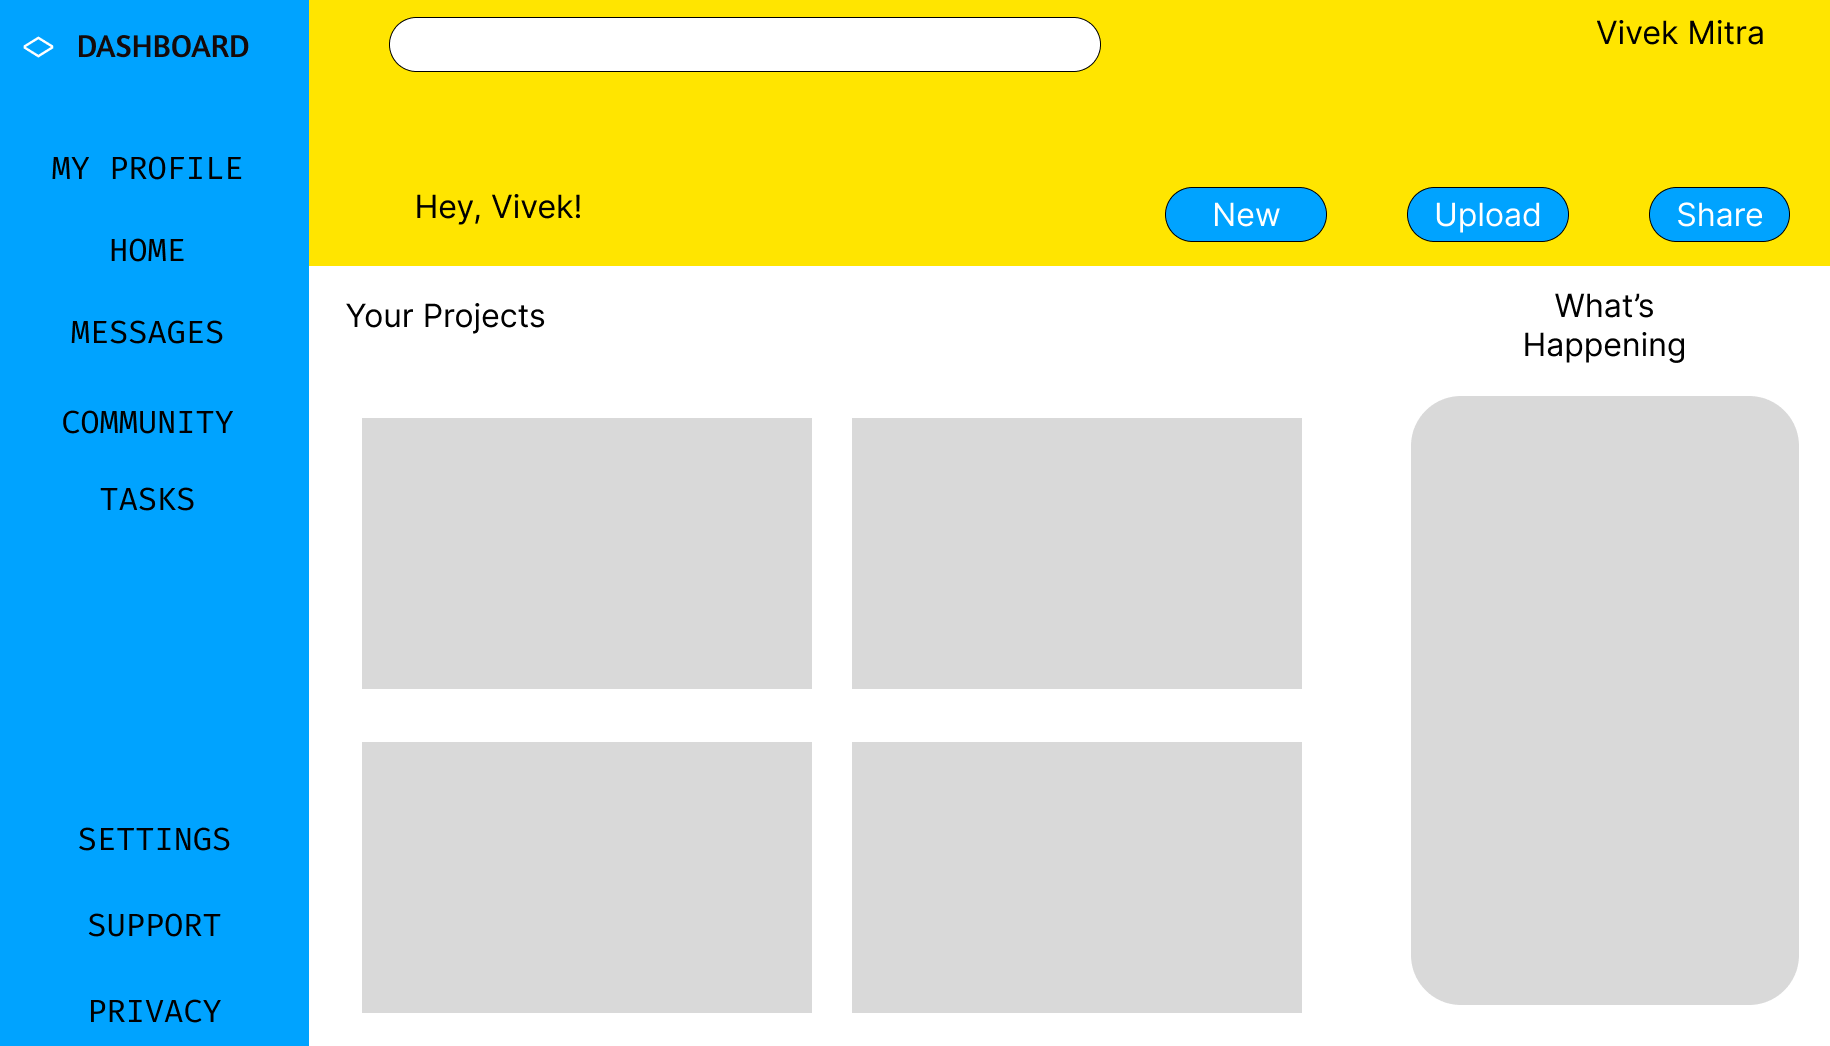 DASHBOARD
MY PROFILE
HOME
MESSAGES
COMMUNITY
TASKS
SETTINGS
SUPPORT
PRIVACY
Vivek Mitra
Hey, Vivek!
New
Upload
Share
Your Projects
What’s
Happening